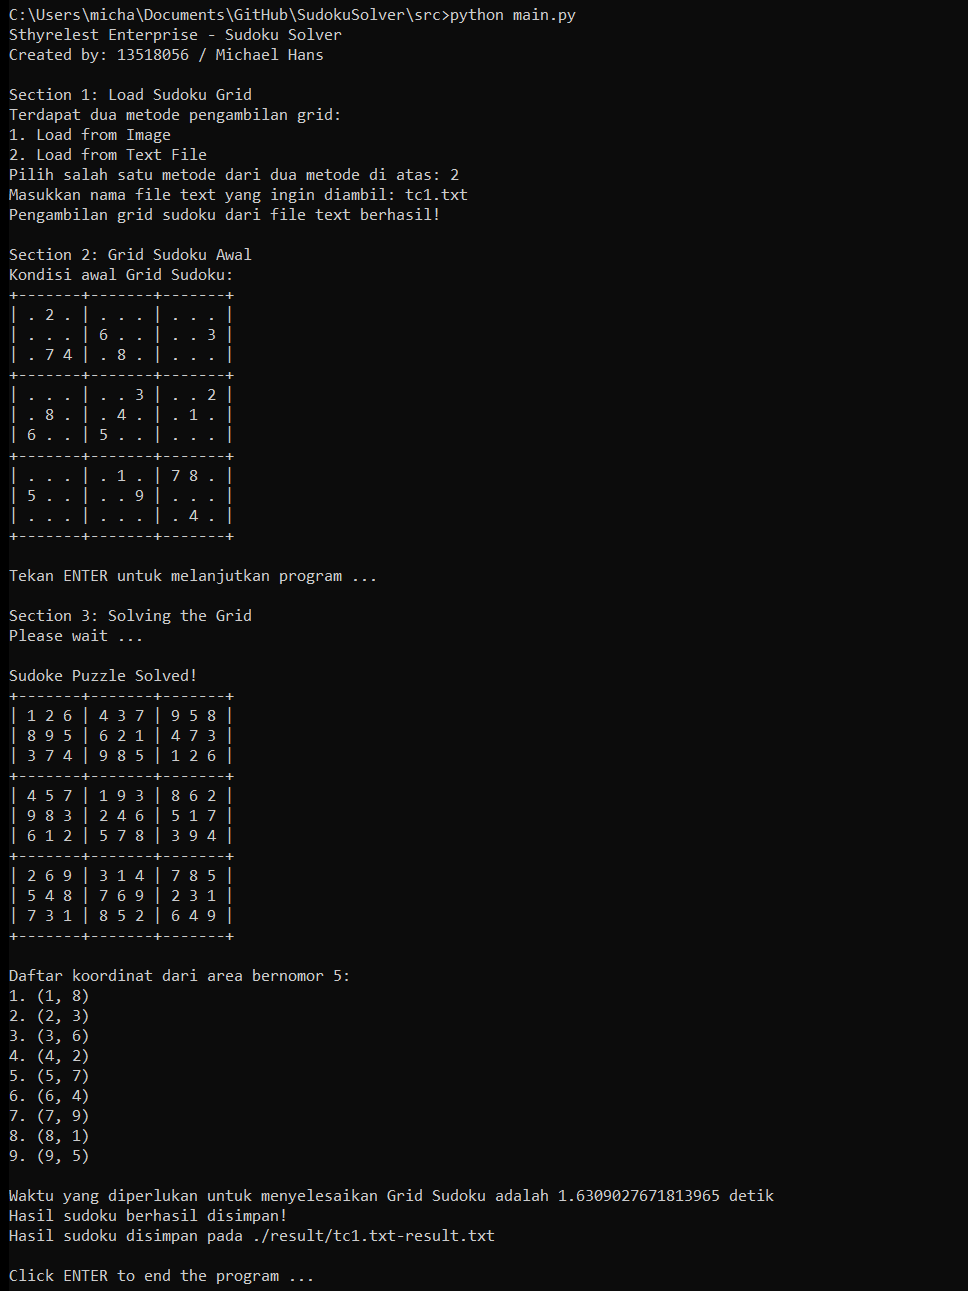 C:\Users\micha\Documents\GitHub\SudokuSolver\src>python main.py
Sthyrelest Enterprise - Sudoku Solver
Created by: 13518056 / Michael Hans

Section 1: Load Sudoku Grid
Terdapat dua metode pengambilan grid:
1. Load from Image
2. Load from Text File
Pilih salah satu metode dari dua metode di atas: 2
Masukkan nama file text yang ingin diambil: tc1.txt
Pengambilan grid sudoku dari file text berhasil!

Section 2: Grid Sudoku Awal
Kondisi awal Grid Sudoku:
+-------+-------+-------+
| . 2 . | . . . | . . . |
| . . . | 6 . . | . . 3 |
| . 7 4 | . 8 . | . . . |
+-------+-------+-------+
| . . . | . . 3 | . . 2 |
| . 8 . | . 4 . | . 1 . |
| 6 . . | 5 . . | . . . |
+-------+-------+-------+
| . . . | . 1 . | 7 8 . |
| 5 . . | . . 9 | . . . |
| . . . | . . . | . 4 . |
+-------+-------+-------+

Tekan ENTER untuk melanjutkan program ...

Section 3: Solving the Grid
Please wait ...

Sudoke Puzzle Solved!
+-------+-------+-------+
| 1 2 6 | 4 3 7 | 9 5 8 |
| 8 9 5 | 6 2 1 | 4 7 3 |
| 3 7 4 | 9 8 5 | 1 2 6 |
+-------+-------+-------+
| 4 5 7 | 1 9 3 | 8 6 2 |
| 9 8 3 | 2 4 6 | 5 1 7 |
| 6 1 2 | 5 7 8 | 3 9 4 |
+-------+-------+-------+
| 2 6 9 | 3 1 4 | 7 8 5 |
| 5 4 8 | 7 6 9 | 2 3 1 |
| 7 3 1 | 8 5 2 | 6 4 9 |
+-------+-------+-------+

Daftar koordinat dari area bernomor 5:
1. (1, 8)
2. (2, 3)
3. (3, 6)
4. (4, 2)
5. (5, 7)
6. (6, 4)
7. (7, 9)
8. (8, 1)
9. (9, 5)

Waktu yang diperlukan untuk menyelesaikan Grid Sudoku adalah 1.6309027671813965 detik
Hasil sudoku berhasil disimpan!
Hasil sudoku disimpan pada ./result/tc1.txt-result.txt

Click ENTER to end the program ...